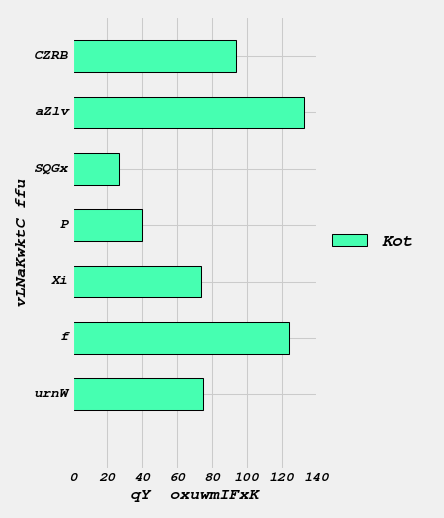 CZRB
aZlv
SQGx
P
Xi
f
urnW
vLNaKwktC ffu
0 20 40 60 80 100 120 140
qY oxuwmIFxK
Kot